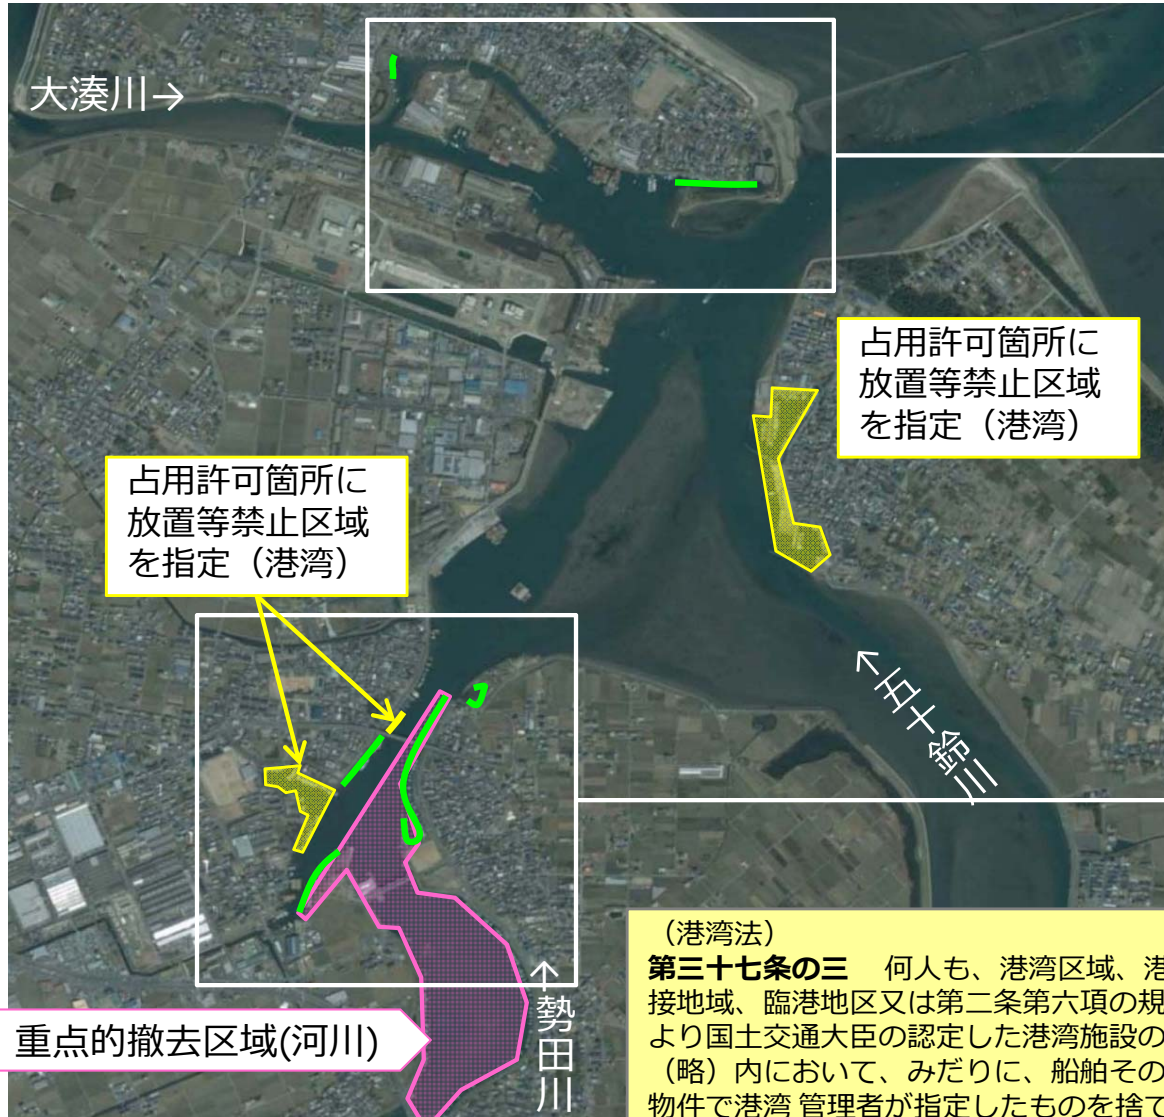 大湊川→
占用許可箇所に
放置等禁止区域
を指定（港湾）
占用許可箇所に
放置等禁止区域
を指定（港湾）
←五十鈴川
←勢田川
重点的撤去区域(河川)
（港湾法）
第三十七条の三　何人も、港湾区域、港
接地域、臨港地区又は第二条第六項の規
より国土交通大臣の認定した港湾施設の
（略）内において、みだりに、船舶その
物件で港湾 管理者が指定したものを捨て